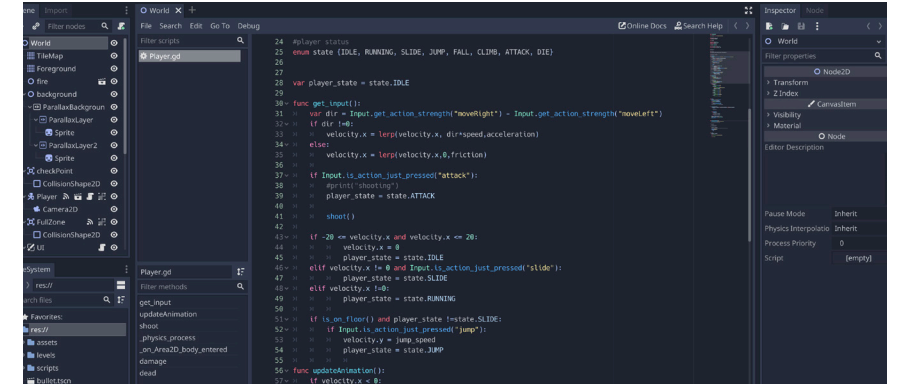 Scene Import
Filter nodes
World
TileMap
Foreground
fire
background
ParallaxBackgroun
ParallaxLayer
Sprite
ParallaxLayer2
Sprite
checkPoint
CollisionShape2D
Player
Camera2D
FullZone
CollisionShape2D
UI
eSystem
res://
arch files
Favorites:
res://
assets
levels
scripts
bullet.tscn
World X +
File Search Edit Go To Debug
Online Docs Search Help
Filter scripts
Player.gd
Player.gd
Filter methods
get_input
updateAnimation
shoot
_physics_process
_on_Area2D_body_entered
damage
dead
24 #player status
25 enum state {IDLE, RUNNING, SLIDE, JUMP, FALL, CLIMB, ATTACK, DIE}
26
27
28 var player_state = state.IDLE
29
30 func get_input():
31 var dir = Input.get_action_strength("moveRight") - Input.get_action_strength("moveLeft")
32 if dir !=0:
33 velocity.x = lerp(velocity.x, dir*speed,acceleration)
34 else:
35 velocity.x = lerp(velocity.x,0,friction)
36
37 if Input.is_action_just_pressed("attack"):
38 #print("shooting")
39 player_state = state.ATTACK
40
41 shoot()
42
43 if -20 <= velocity.x and velocity.x <= 20:
44 velocity.x = 0
45 player_state = state.IDLE
46 elif velocity.x != 0 and Input.is_action_just_pressed("slide"):
47 player_state = state.SLIDE
48 elif velocity.x !=0:
49 player_state = state.RUNNING
50
51 if is_on_floor() and player_state !=state.SLIDE:
52 if Input.is_action_just_pressed("jump"):
53 velocity.y = jump_speed
54 player_state = state.JUMP
55
56 func updateAnimation():
57 if velocity.x < 0:
Inspector Node
World
Filter properties
Node2D
Transform
Z Index
CanvasItem
Visibility
Material
Node
Editor Description
Pause Mode Inherit
Physics Interpolatio Inherit
Process Priority 0
Script [empty]